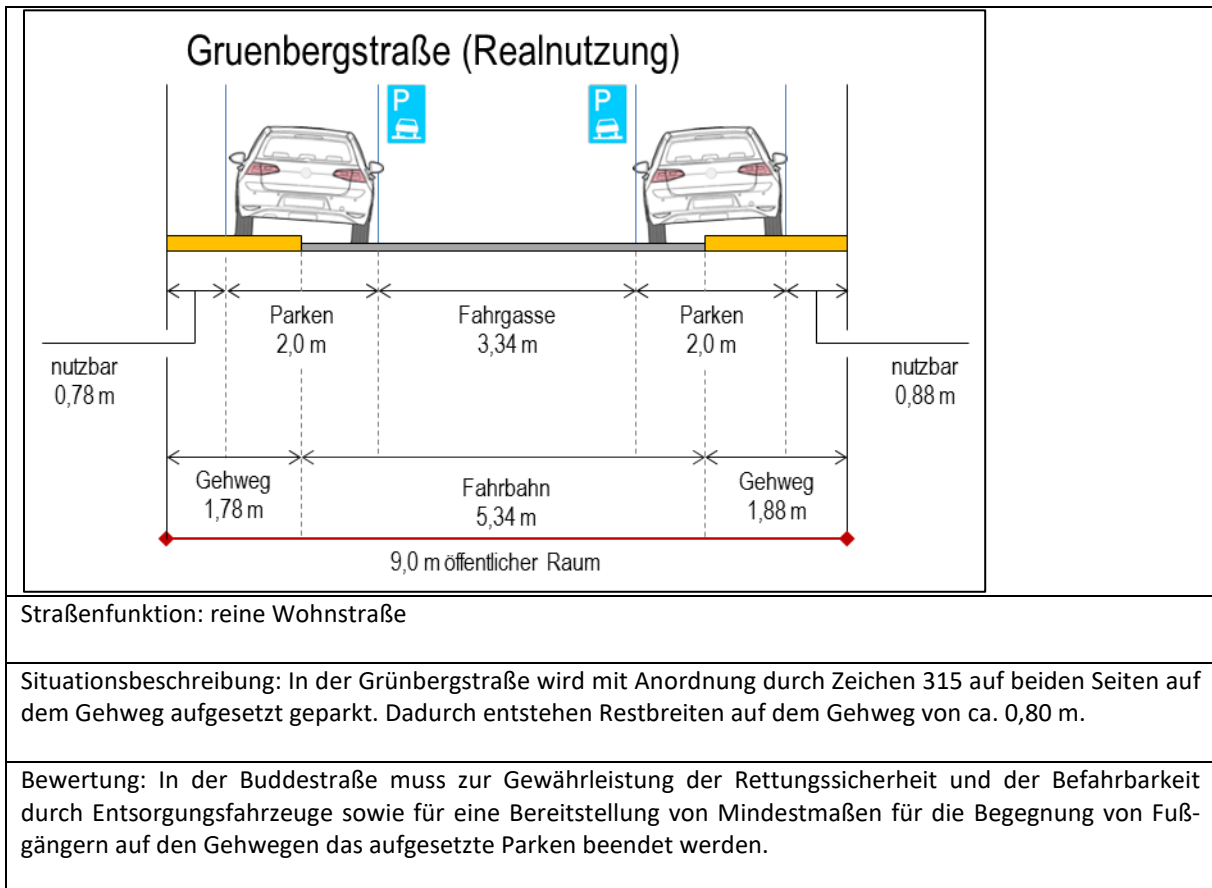 Gruenbergstraße (Realnutzung)
P P
Parken Fahrgasse Parken
2,0 m 3,34 m 2,0 m
nutzbar nutzbar
0,78 m 0,88 m
Gehweg Fahrbahn Gehweg
1,78 m 5,34 m 1,88 m
9,0 m öffentlicher Raum
Straßenfunktion: reine Wohnstraße
Situationsbeschreibung: In der Grünbergstraße wird mit Anordnung durch Zeichen 315 auf beiden Seiten auf
dem Gehweg aufgesetzt geparkt. Dadurch entstehen Restbreiten auf dem Gehweg von ca. 0,80 m.
Bewertung: In der Buddestraße muss zur Gewährleistung der Rettungssicherheit und der Befahrbarkeit
durch Entsorgungsfahrzeuge sowie für eine Bereitstellung von Mindestmaßen für die Begegnung von Fuß-
gängern auf den Gehwegen das aufgesetzte Parken beendet werden.